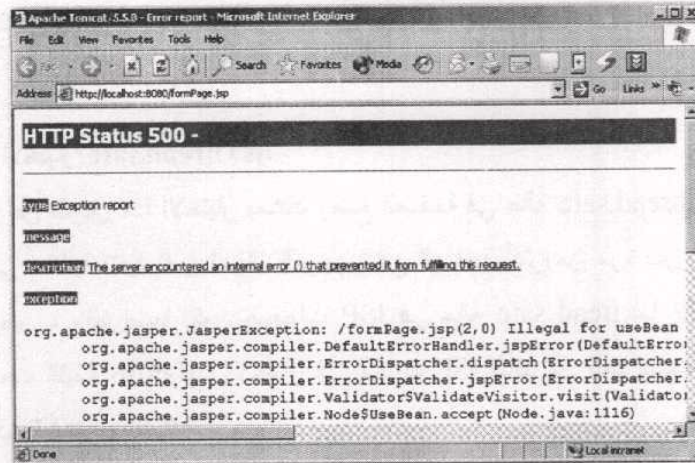 Apache Tomcat/5.5.8 - Error report - Microsoft Internet Explorer
File Edit View Favorites Tools Help
Search Favorites Media
Address http://localhost:8080/formPage.jsp Go Links »
HTTP Status 500 -
type Exception report
message
description The server encountered an internal error () that prevented it from fulfilling this request.
exception
org.apache.jasper.JasperException: /formPage.jsp(2,0) Illegal for useBean
org.apache.jasper.compiler.DefaultErrorHandler.jspError(DefaultError
org.apache.jasper.compiler.ErrorDispatcher.dispatch(ErrorDispatcher.
org.apache.jasper.compiler.ErrorDispatcher.jspError(ErrorDispatcher.
org.apache.jasper.compiler.Validator$ValidateVisitor.visit(Validator
org.apache.jasper.compiler.Node$UseBean.accept(Node.java:1116)
Done Local intranet